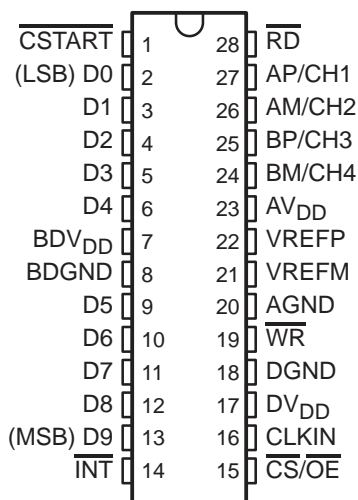 CSTART 1 28 RD
(LSB) D0 2 27 AP/CH1
D1 3 26 AM/CH2
D2 4 25 BP/CH3
D3 5 24 BM/CH4
D4 6 23 AVDD
BDVDD 7 22 VREFP
BDGND 8 21 VREFM
D5 9 20 AGND
D6 10 19 WR
D7 11 18 DGND
D8 12 17 DVDD
(MSB) D9 13 16 CLKIN
INT 14 15 CS/OE